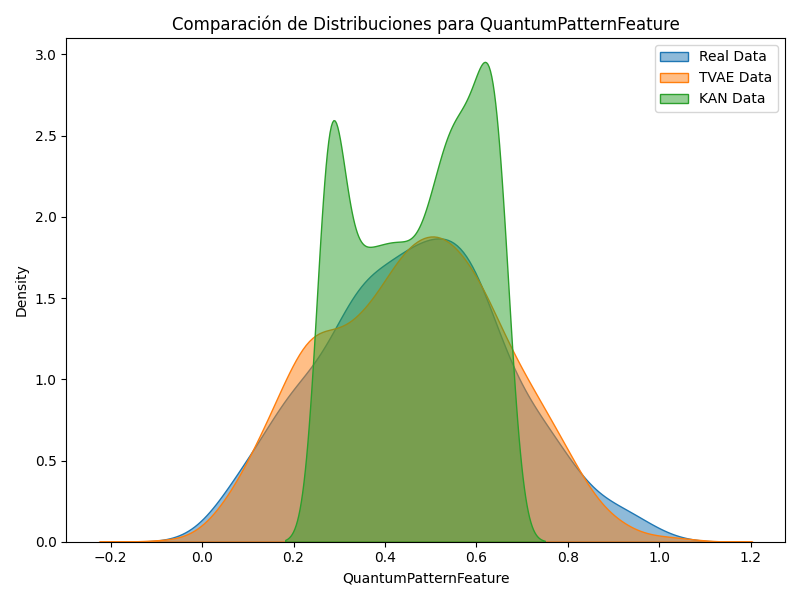 Comparación de Distribuciones para QuantumPatternFeature
Real Data
TVAE Data
KAN Data
3.0
2.5
2.0
1.5
1.0
0.5
0.0
Density
−0.2
0.0
0.2
0.4
0.6
0.8
1.0
1.2
QuantumPatternFeature